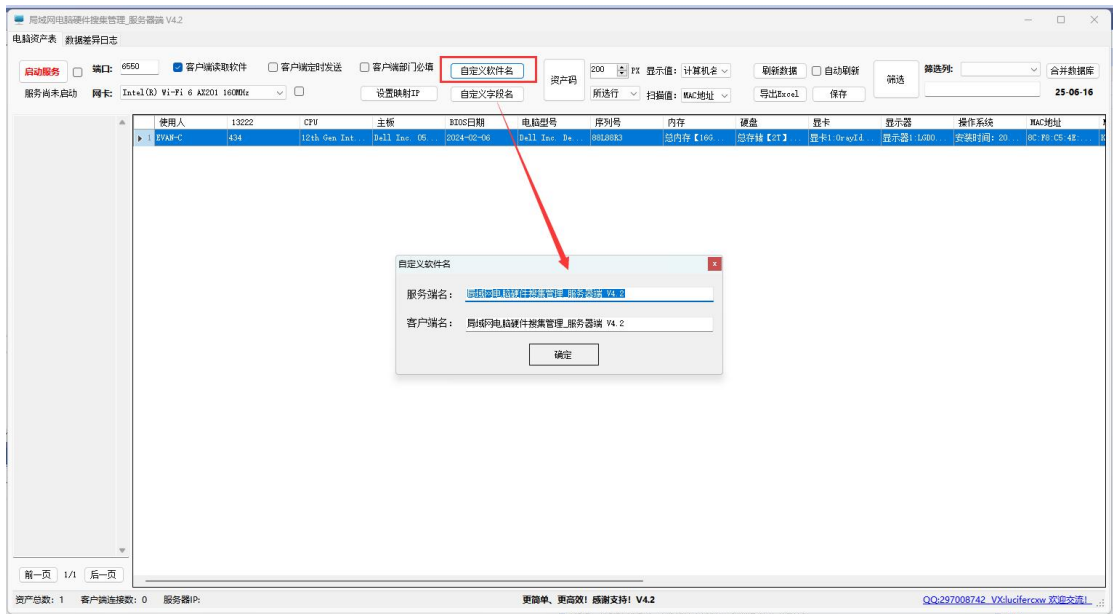 局域网电脑硬件搜集管理_服务器端 V4.2
电脑资产表 数据差异日志
启动服务 端口: 6550 客户端读取软件 客户端定时发送 客户端部门必填 自定义软件名 资产码 200 PX 显示值: 计算机名 刷新数据 自动刷新 筛选 筛选列: 合并数据库
服务尚未启动 网卡: Intel(R) Wi-Fi 6 AX201 160MHz 设置映射IP 自定义字段名 所选行 扫描值: MAC地址 导出Excel 保存 25-06-16
使用人 13222 CPU 主板 BIOS日期 电脑型号 序列号 内存 硬盘 显卡 显示器 操作系统 MAC地址
1 EVAN-C 434 12th Gen Int... Dell Inc. 05... 2024-02-06 Dell Inc. De... 88L88R3 总内存【16G... 总存储【2T】... 显卡1:OrayId... 显示器1:LGD0... 安装时间: 20... 8C:F8:C5:4E:...
自定义软件名
服务端名: 局域网电脑硬件搜集管理_服务器端 V4.2
客户端名: 局域网电脑硬件搜集管理_服务器端 V4.2
确定
前一页 1/1 后一页
资产总数: 1 客户端连接数: 0 服务器IP: 更简单、更高效! 感谢支持! V4.2 QQ:297008742 VX:lucifercxw 欢迎交流!